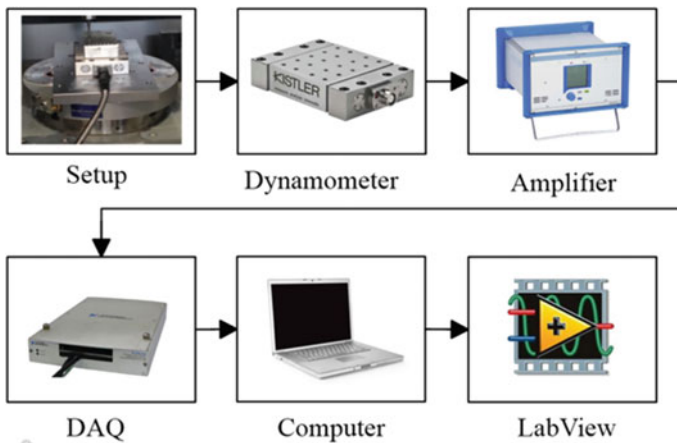 Setup
KISTLER
Dynamometer
Amplifier
DAQ
Computer
LabView